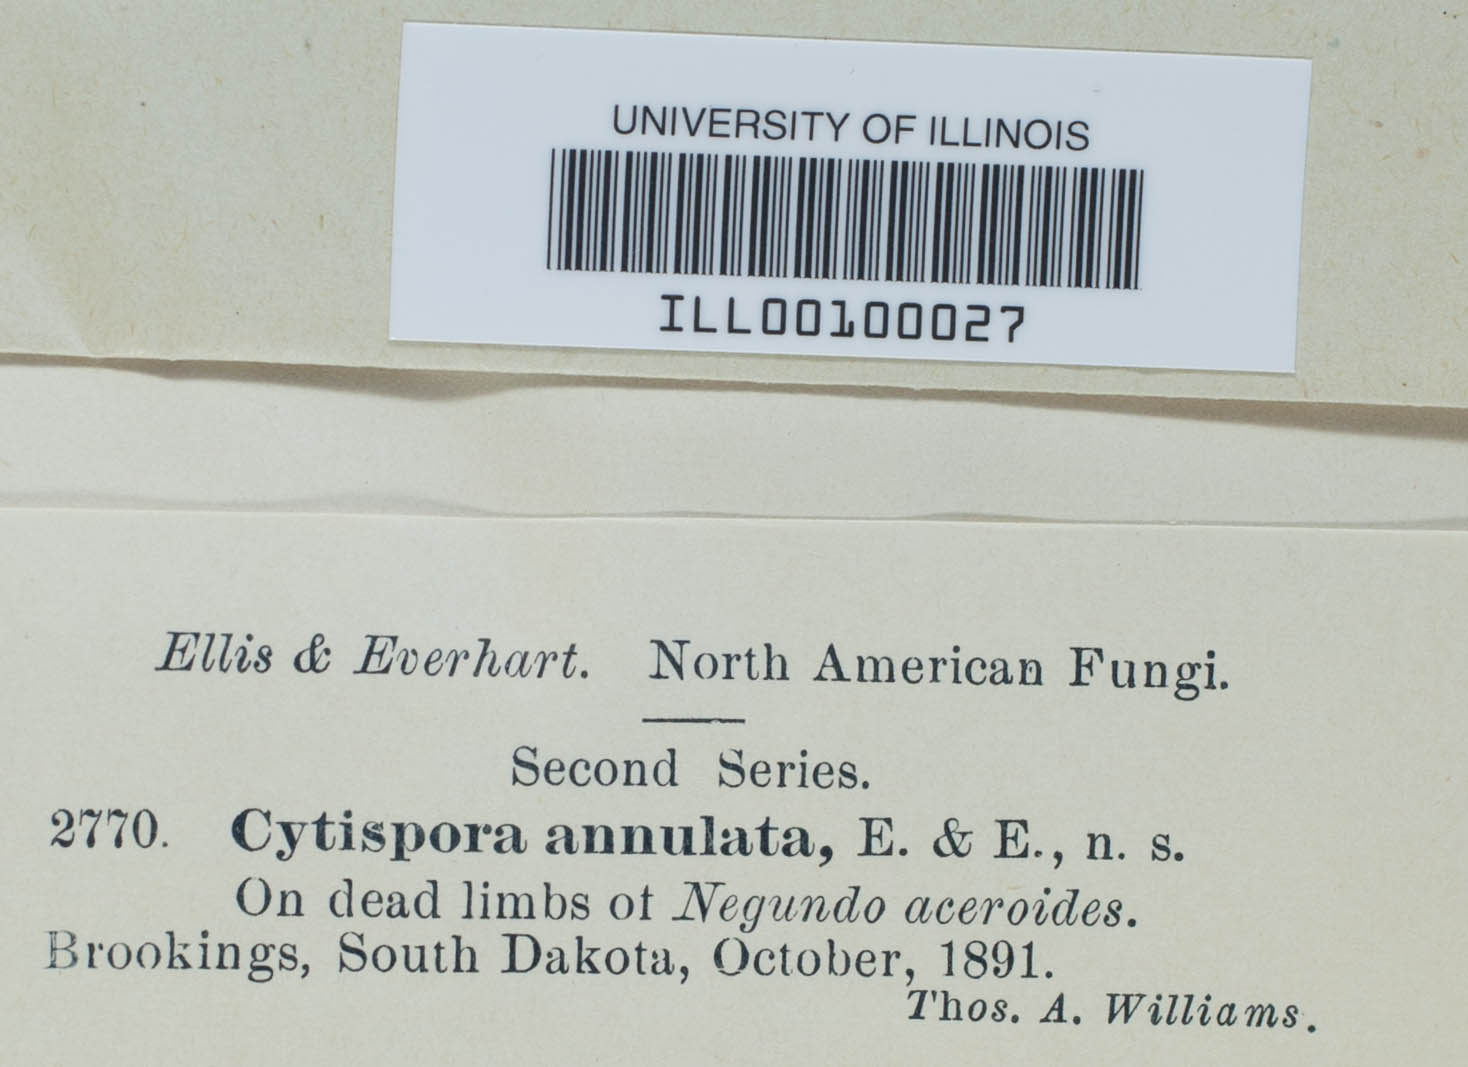 UNIVERSITY OF ILLINOIS
ILL00100027
Ellis & Everhart. North American Fungi.
Second Series.
2770. Cytispora annulata, E. & E., n. s.
On dead limbs of Negundo aceroides.
Brookings, South Dakota, October, 1891.
Thos. A. Williams.